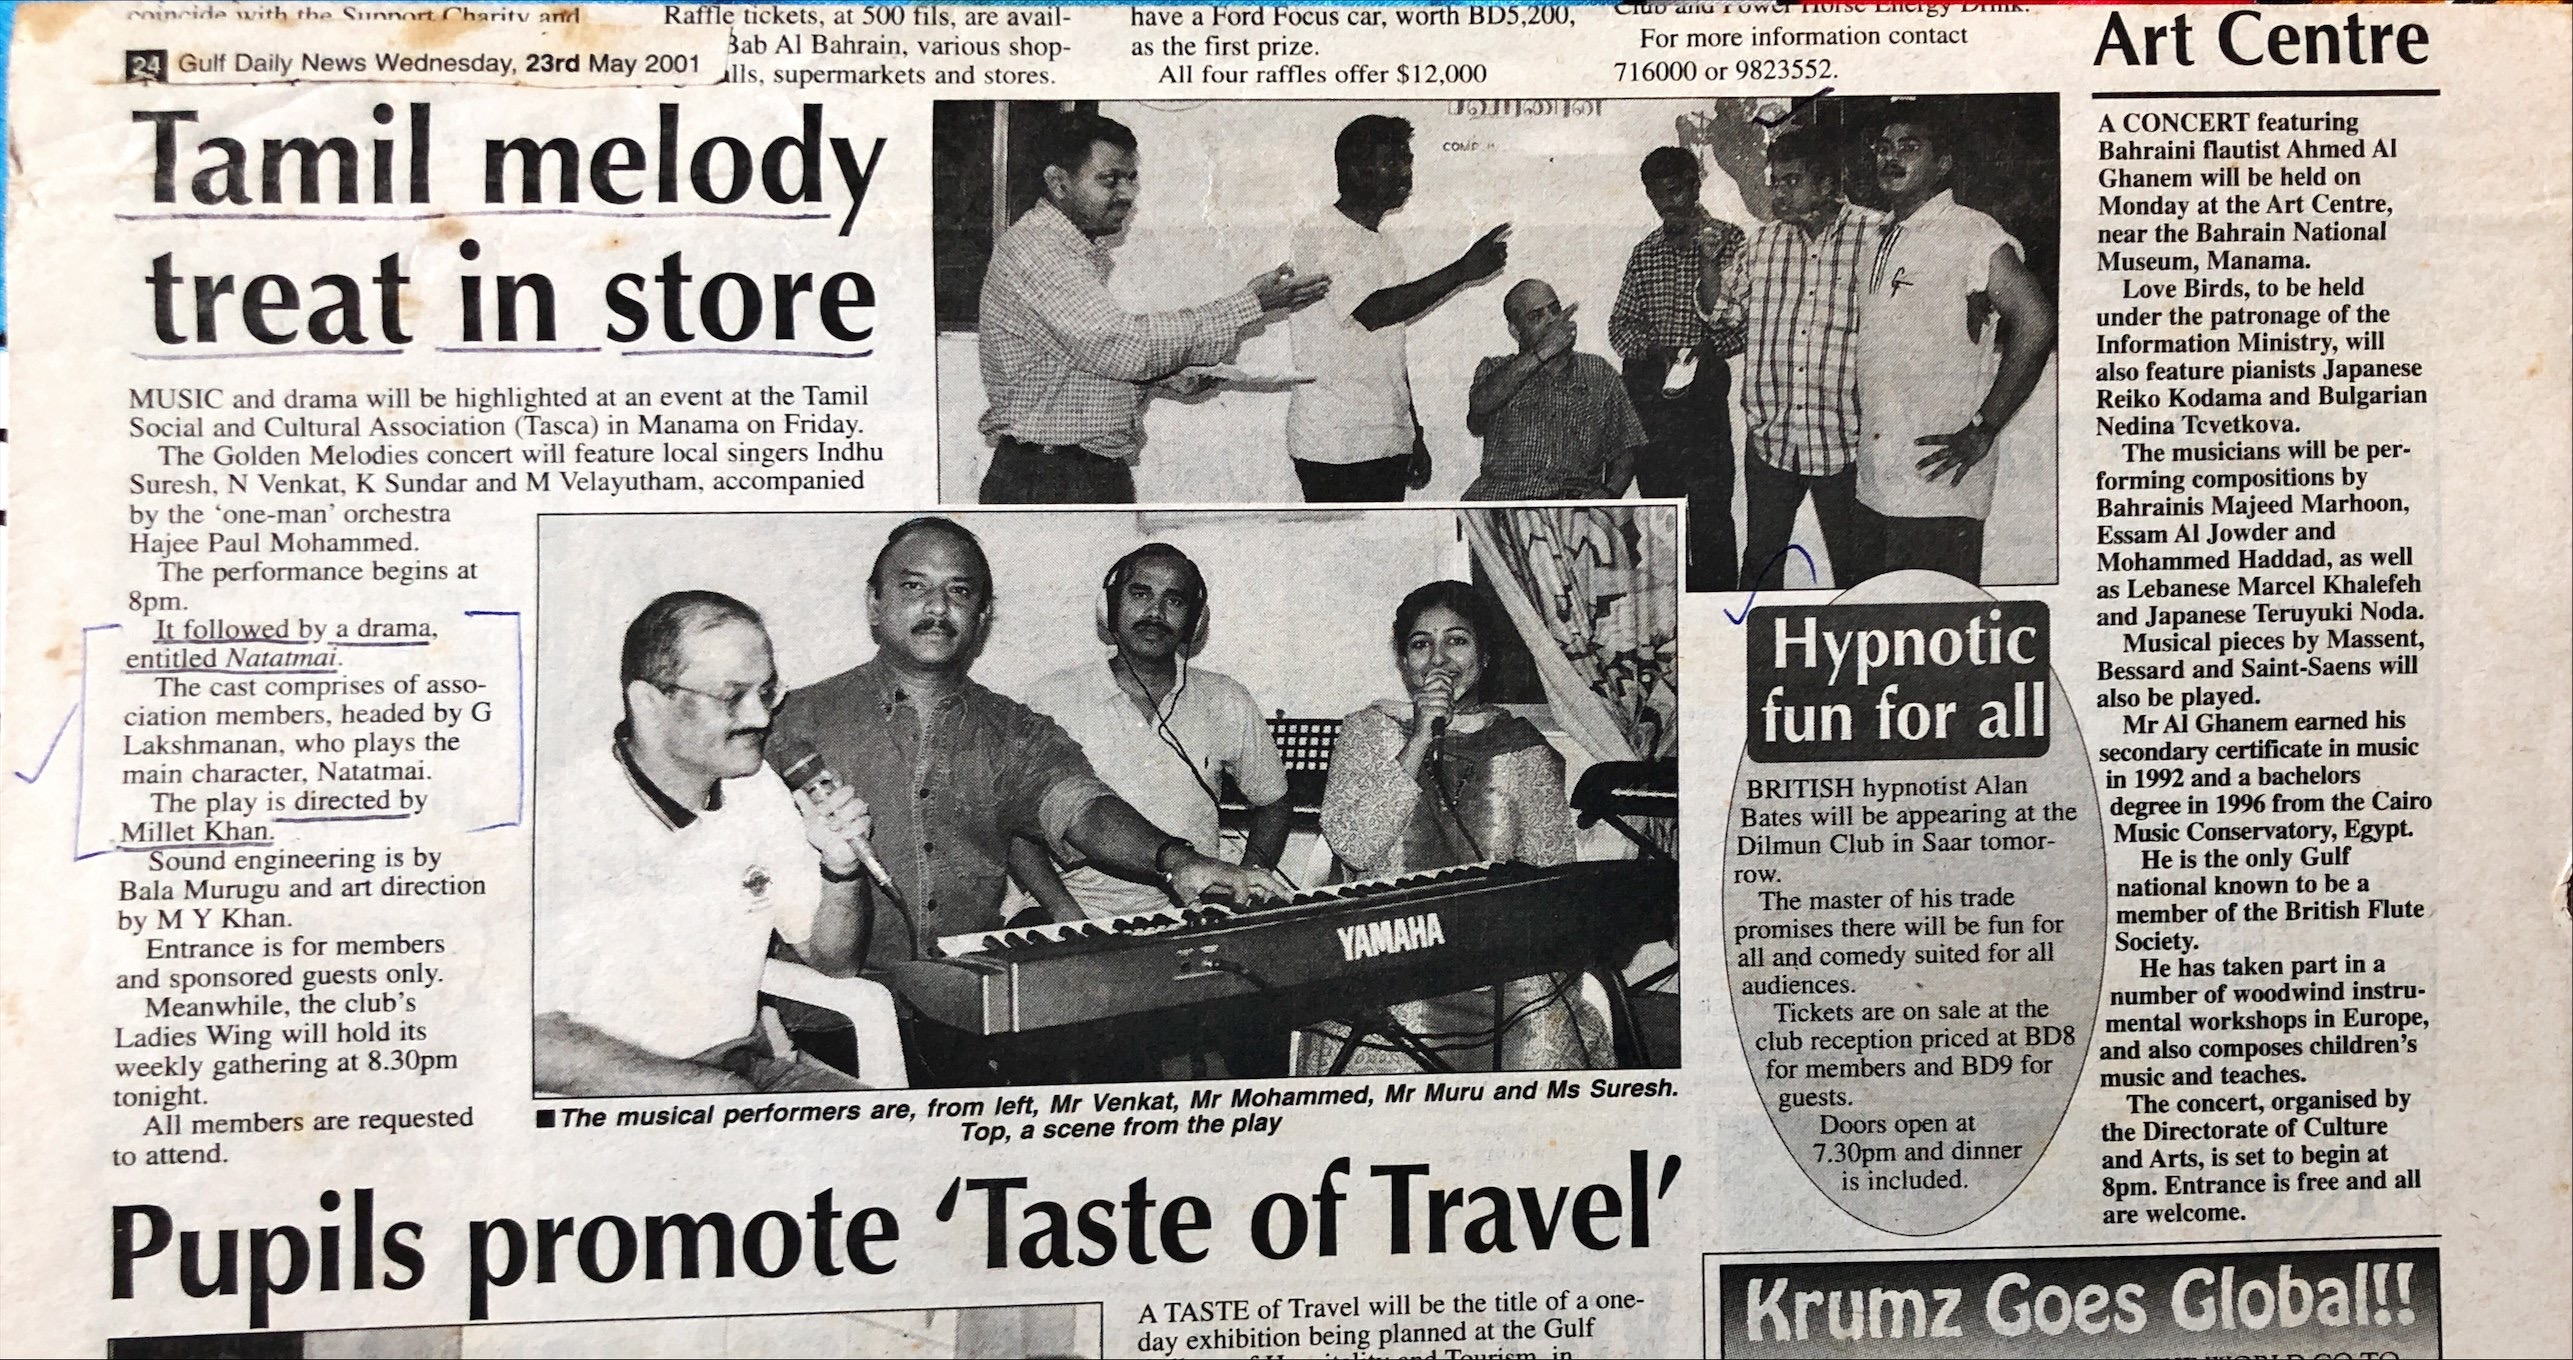 Raffle tickets, at 500 fils, are avail-
Bab Al Bahrain, various shop-
alls, supermarkets and stores.
have a Ford Focus car, worth BD5,200,
as the first prize.
All four raffles offer $12,000
Club and Power Horse Energy Drink.
For more information contact
716000 or 9823552.
coincide with the Support Charity and
24 Gulf Daily News Wednesday, 23rd May 2001
Tamil melody
treat in store
MUSIC and drama will be highlighted at an event at the Tamil
Social and Cultural Association (Tasca) in Manama on Friday.
The Golden Melodies concert will feature local singers Indhu
Suresh, N Venkat, K Sundar and M Velayutham, accompanied
by the ‘one-man’ orchestra
Hajee Paul Mohammed.
The performance begins at
8pm.
It followed by a drama,
entitled Natatmai.
The cast comprises of asso-
ciation members, headed by G
Lakshmanan, who plays the
main character, Natatmai.
The play is directed by
Millet Khan.
Sound engineering is by
Bala Murugu and art direction
by M Y Khan.
Entrance is for members
and sponsored guests only.
Meanwhile, the club’s
Ladies Wing will hold its
weekly gathering at 8.30pm
tonight.
All members are requested
to attend.
YAMAHA
■ The musical performers are, from left, Mr Venkat, Mr Mohammed, Mr Muru and Ms Suresh.
Top, a scene from the play
Hypnotic
fun for all
BRITISH hypnotist Alan
Bates will be appearing at the
Dilmun Club in Saar tomor-
row.
The master of his trade
promises there will be fun for
all and comedy suited for all
audiences.
Tickets are on sale at the
club reception priced at BD8
for members and BD9 for
guests.
Doors open at
7.30pm and dinner
is included.
Art Centre
A CONCERT featuring
Bahraini flautist Ahmed Al
Ghanem will be held on
Monday at the Art Centre,
near the Bahrain National
Museum, Manama.
Love Birds, to be held
under the patronage of the
Information Ministry, will
also feature pianists Japanese
Reiko Kodama and Bulgarian
Nedina Tcvetkova.
The musicians will be per-
forming compositions by
Bahrainis Majeed Marhoon,
Essam Al Jowder and
Mohammed Haddad, as well
as Lebanese Marcel Khalefeh
and Japanese Teruyuki Noda.
Musical pieces by Massent,
Bessard and Saint-Saens will
also be played.
Mr Al Ghanem earned his
secondary certificate in music
in 1992 and a bachelors
degree in 1996 from the Cairo
Music Conservatory, Egypt.
He is the only Gulf
national known to be a
member of the British Flute
Society.
He has taken part in a
number of woodwind instru-
mental workshops in Europe,
and also composes children’s
music and teaches.
The concert, organised by
the Directorate of Culture
and Arts, is set to begin at
8pm. Entrance is free and all
are welcome.
Pupils promote ‘Taste of Travel’
A TASTE of Travel will be the title of a one-
day exhibition being planned at the Gulf
and Tourism, in
Krumz Goes Global!!